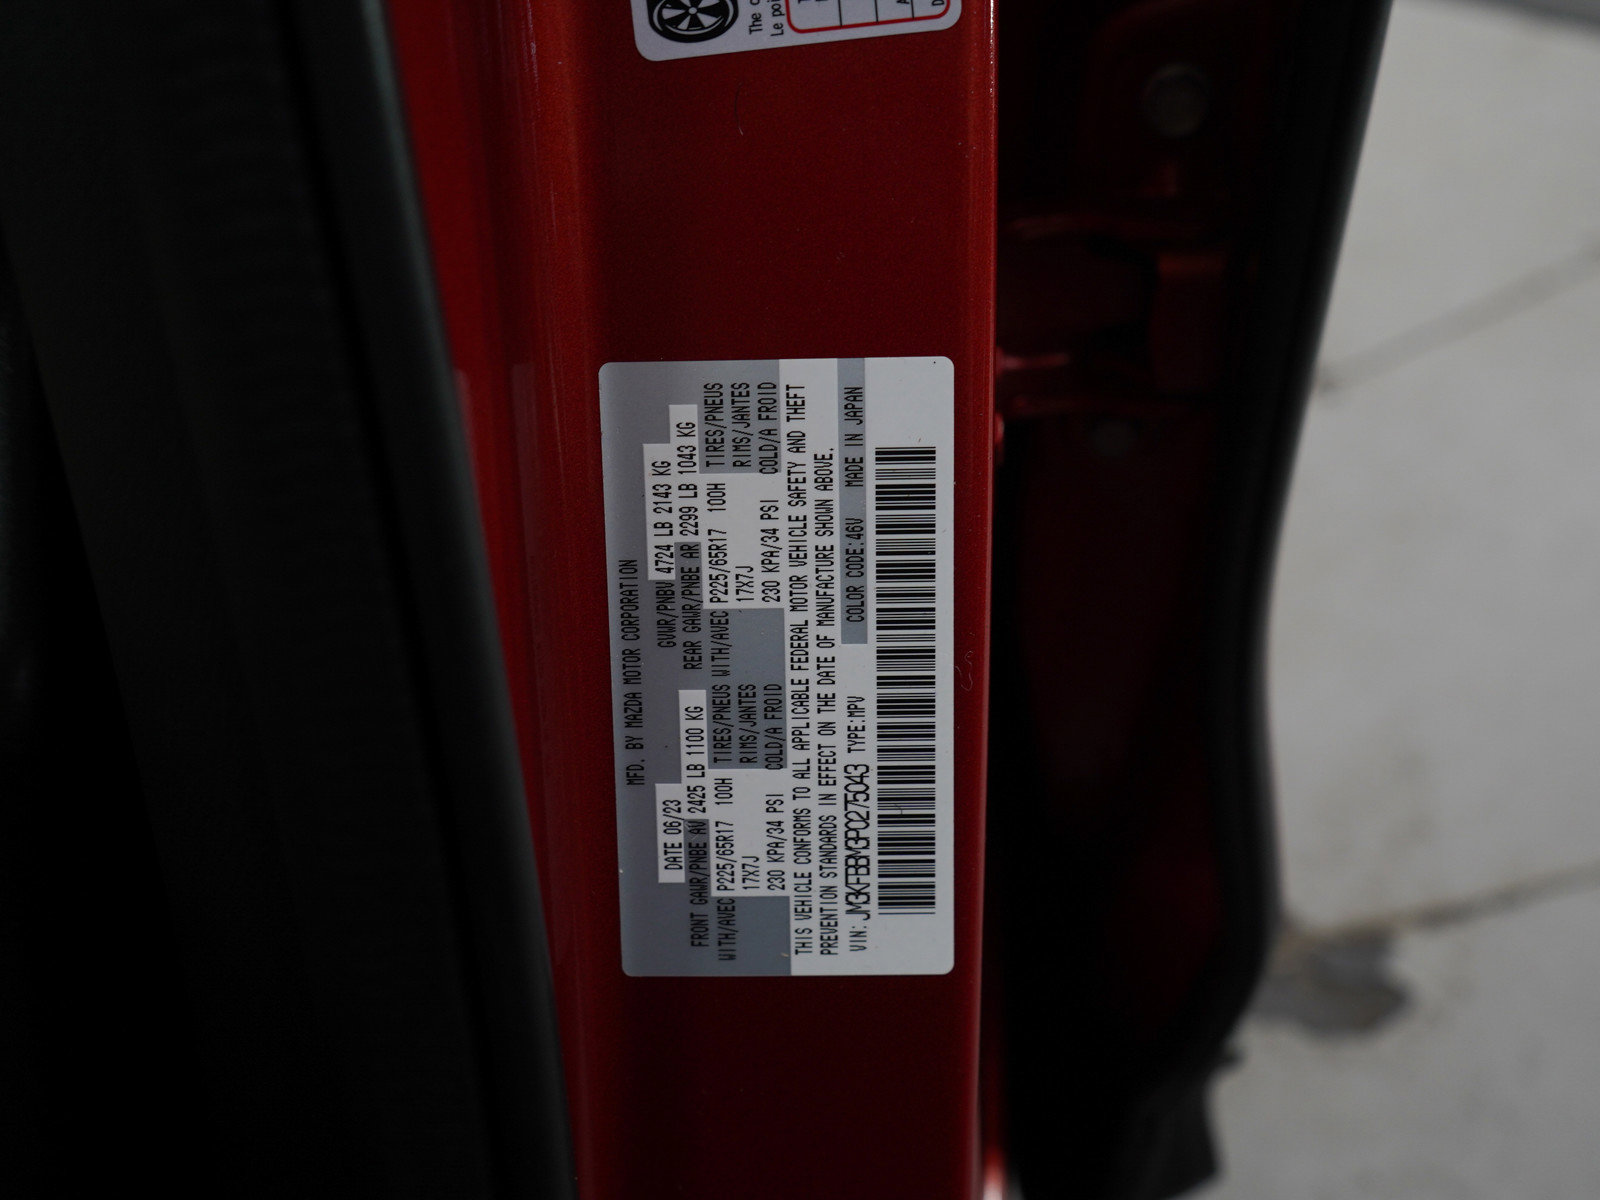 The
Le
MFD. BY MAZDA MOTOR CORPORATION
DATE 06/23 GVWR/PNBV 4724 LB 2143 KG
FRONT GAWR/PNBE AV 2425 LB 1100 KG REAR GAWR/PNBE AR 2299 LB 1043 KG
WITH/AVEC P225/65R17 100H TIRES/PNEUS WITH/AVEC P225/65R17 100H TIRES/PNEUS
17X7J RIMS/JANTES 17X7J RIMS/JANTES
230 KPA/34 PSI COLD/A FROID 230 KPA/34 PSI COLD/A FROID
THIS VEHICLE CONFORMS TO ALL APPLICABLE FEDERAL MOTOR VEHICLE SAFETY AND THEFT
PREVENTION STANDARDS IN EFFECT ON THE DATE OF MANUFACTURE SHOWN ABOVE.
VIN: JM3KFBBM3P0275043 TYPE:MPV COLOR CODE:46V MADE IN JAPAN